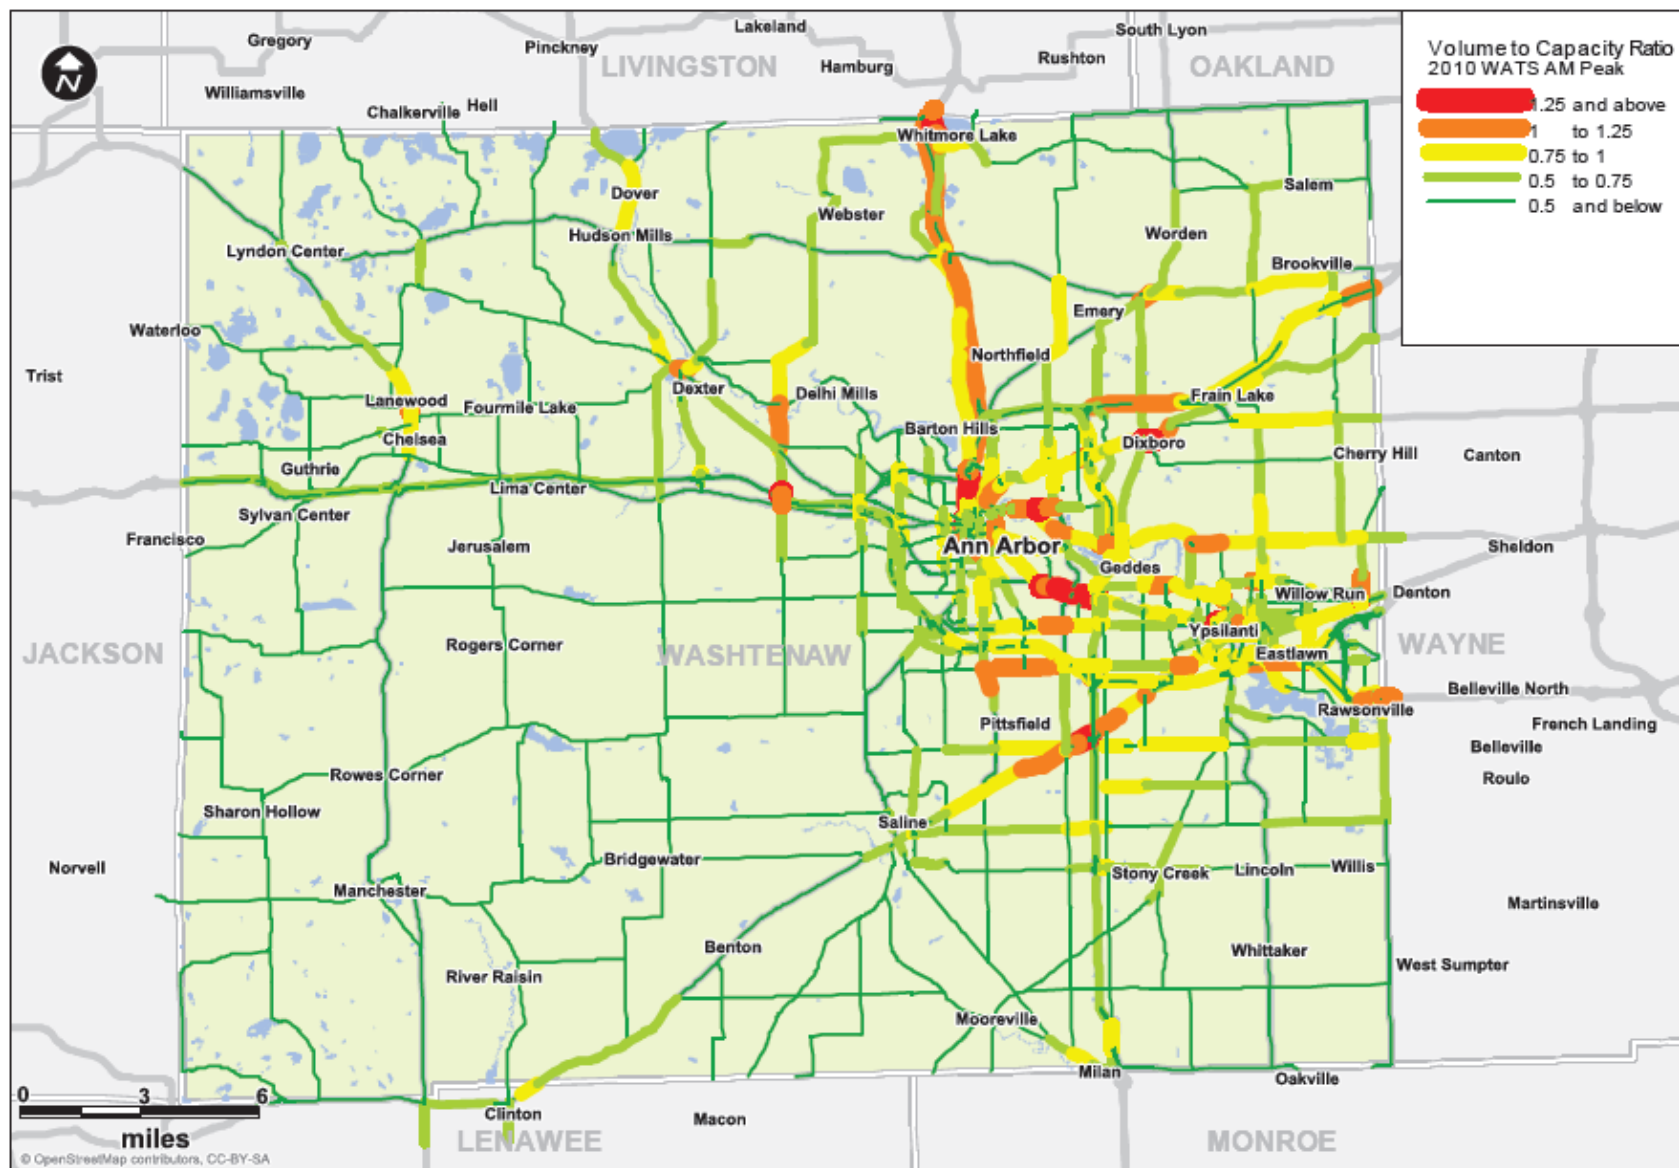 Lakeland
South Lyon
Gregory
Pinckney
Rushton
LIVINGSTON
Hamburg
OAKLAND
Williamsville
Chalkerville
Hell
N
Volume to Capacity Ratio
2010 WATS AM Peak
1.25 and above
1 to 1.25
0.75 to 1
0.5 to 0.75
0.5 and below
Whitmore Lake
Dover
Salem
Webster
Hudson Mills
Worden
Lyndon Center
Brookville
Emery
Waterloo
Northfield
Trist
Dexter
Delhi Mills
Frain Lake
Lanewood
Fourmile Lake
Barton Hills
Chelsea
Dixboro
Cherry Hill
Canton
Guthrie
Lima Center
Sylvan Center
Francisco
Jerusalem
Ann Arbor
Sheldon
Geddes
Willow Run
Denton
Ypsilanti
JACKSON
Rogers Corner
WASHTENAW
Eastlawn
WAYNE
Belleville North
Rawsonville
Pittsfield
French Landing
Belleville
Rowes Corner
Roulo
Sharon Hollow
Saline
Norvell
Bridgewater
Stony Creek
Lincoln
Willis
Manchester
Martinsville
Benton
Whittaker
River Raisin
West Sumpter
Mooreville
Milan
Oakville
0 3 6
miles
Clinton
Macon
LENAWEE
MONROE
© OpenStreetMap contributors, CC-BY-SA